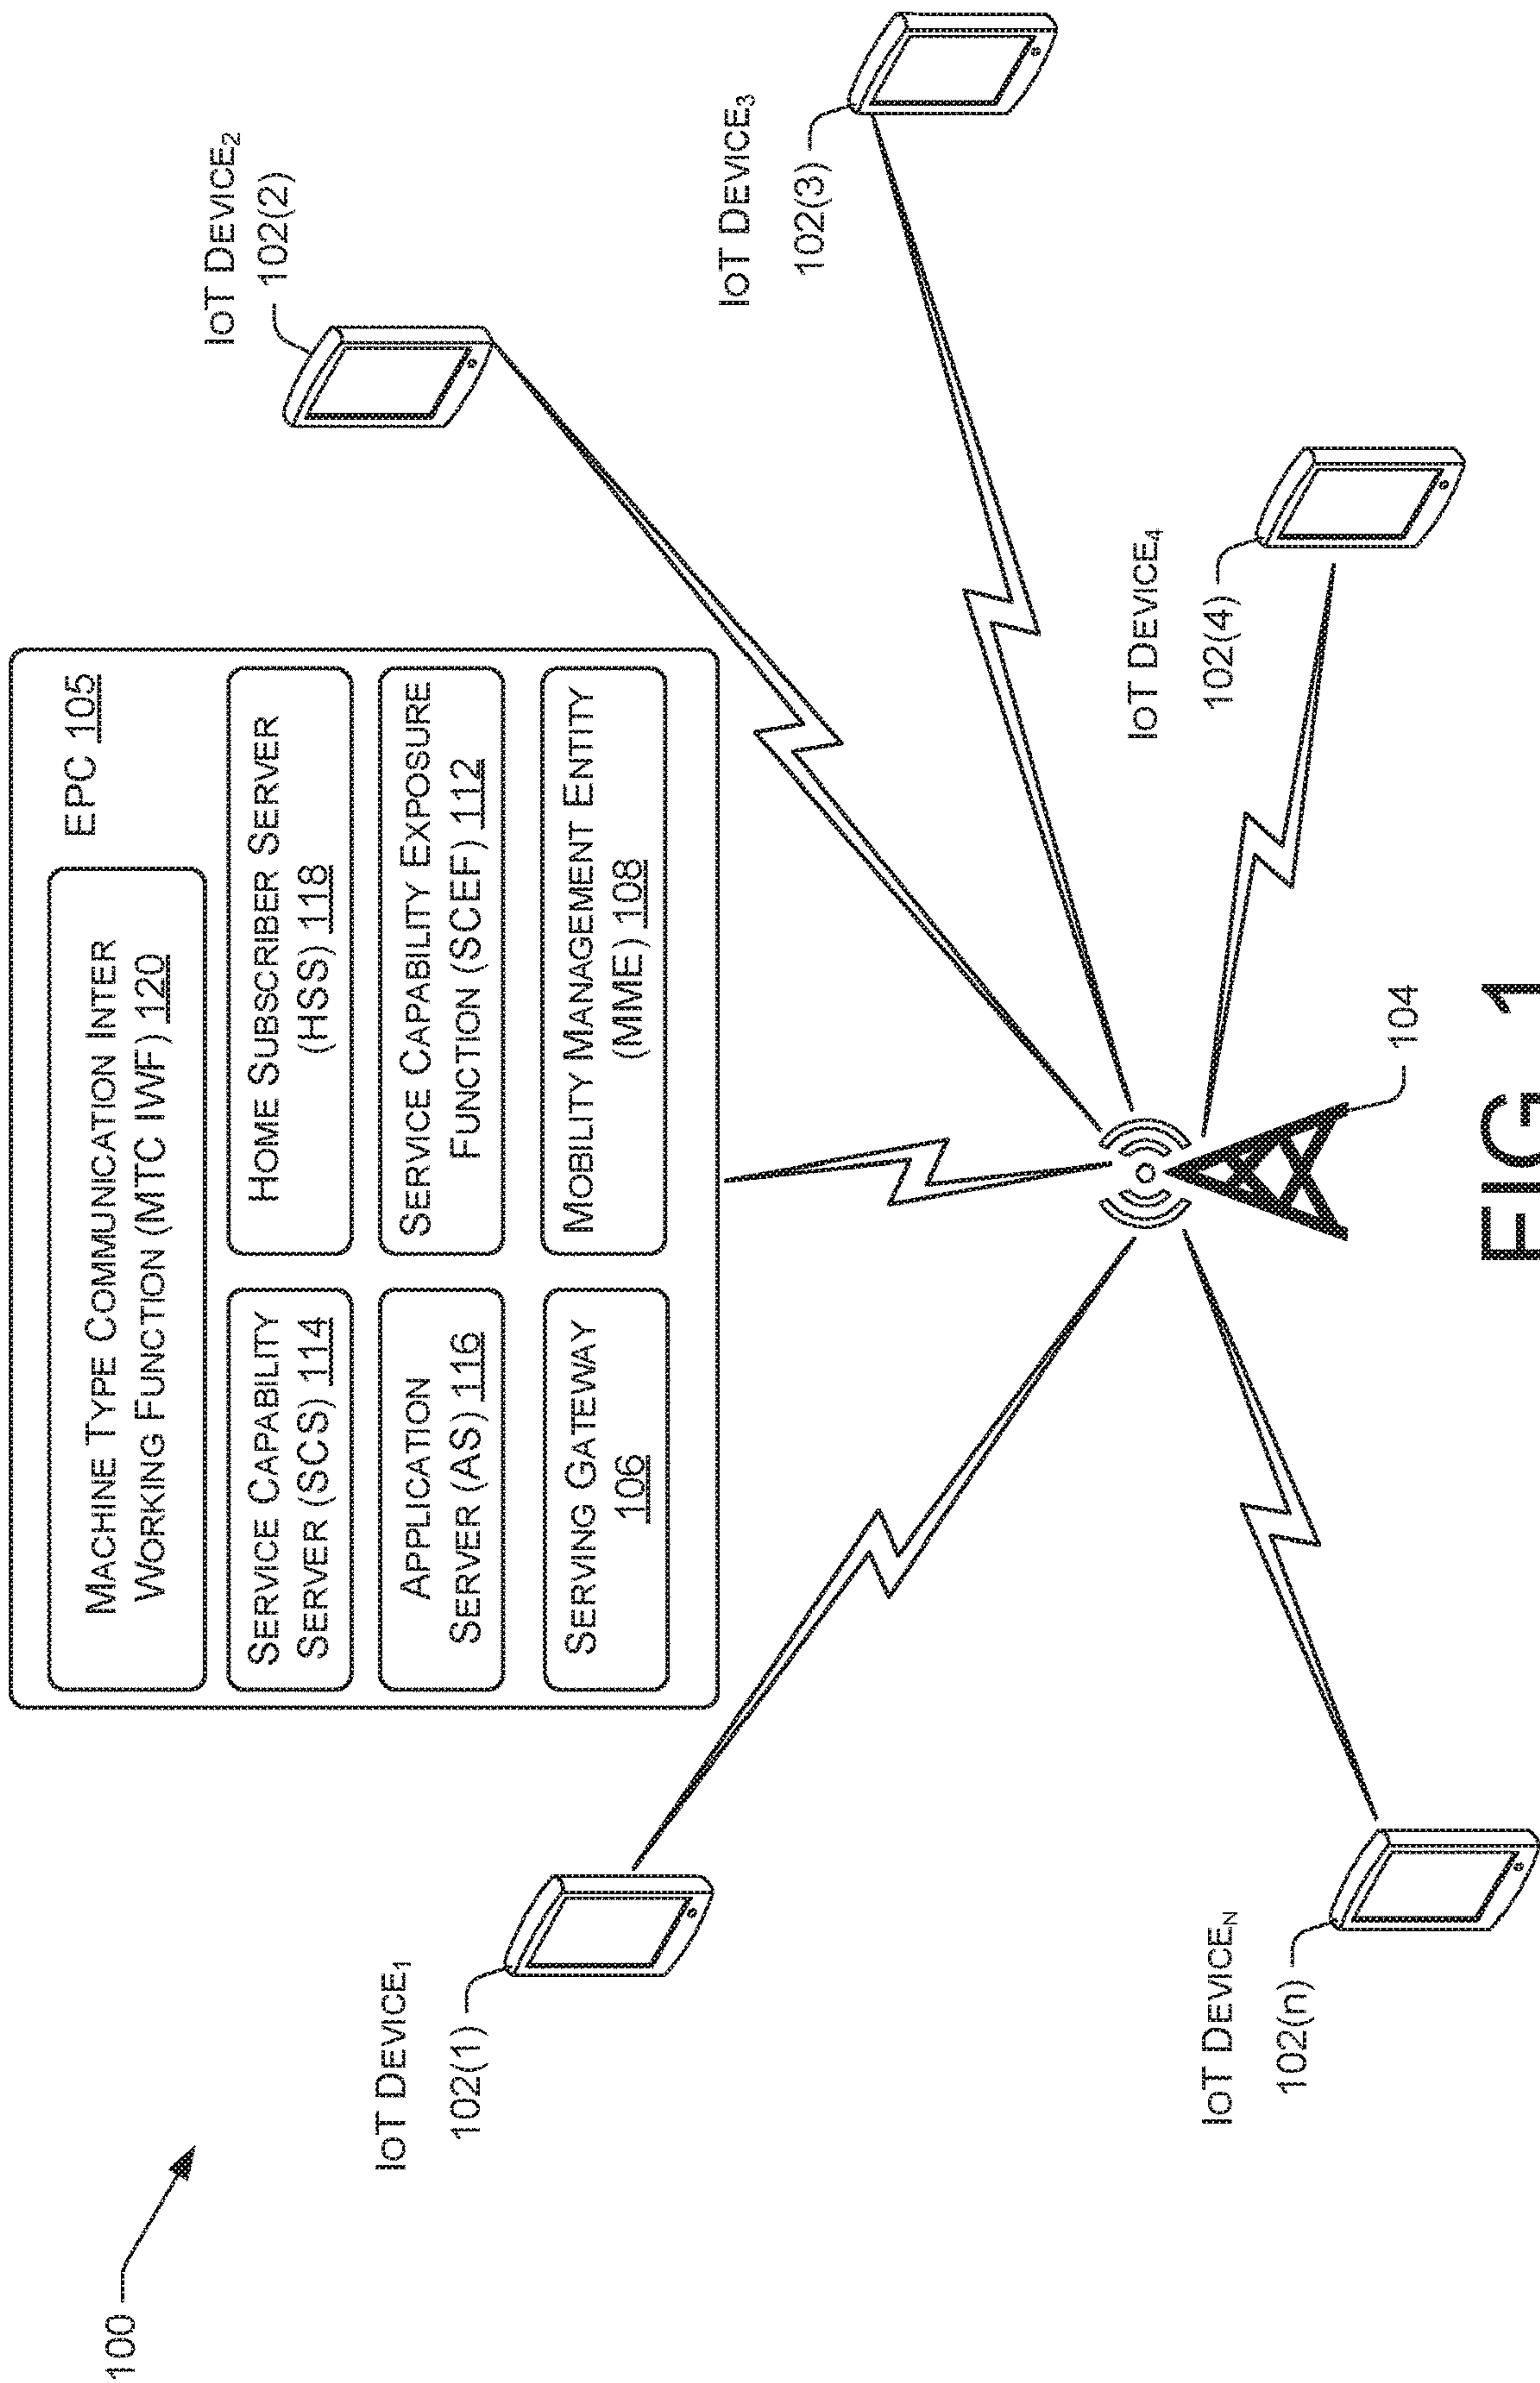 100
EPC 105
MACHINE TYPE COMMUNICATION INTER
WORKING FUNCTION (MTC IWF) 120
SERVICE CAPABILITY
SERVER (SCS) 114
HOME SUBSCRIBER SERVER
(HSS) 118
APPLICATION
SERVER (AS) 116
SERVICE CAPABILITY EXPOSURE
FUNCTION (SCEF) 112
SERVING GATEWAY
106
MOBILITY MANAGEMENT ENTITY
(MME) 108
IOT DEVICE2
102(2)
IOT DEVICE1
102(1)
IOT DEVICE3
102(3)
IOT DEVICE4
102(4)
IOT DEVICEN
102(n)
104
FIG. 1